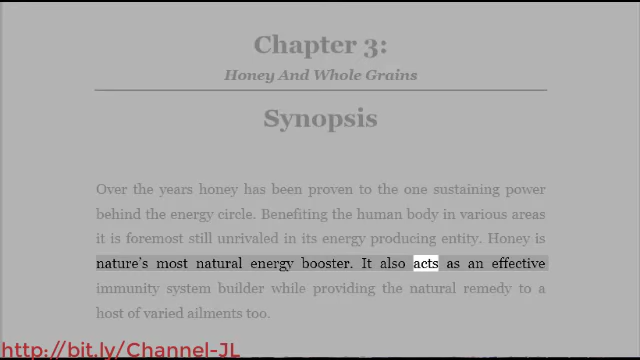 Chapter 3:
Honey And Whole Grains
Synopsis
Over the years honey has been proven to the one sustaining power
behind the energy circle. Benefiting the human body in various areas
it is foremost still unrivaled in its energy producing entity. Honey is
nature's most natural energy booster. It also acts as an effective
immunity system builder while providing the natural remedy to a
host of varied ailments too.
http://bit.ly/Channel-JL